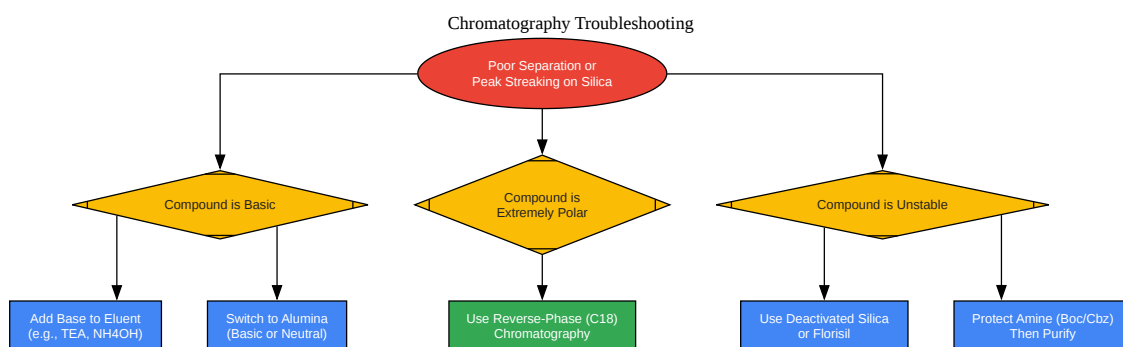 Chromatography Troubleshooting
Poor Separation or
Peak Streaking on Silica
Compound is Basic
Compound is
Extremely Polar
Compound is Unstable
Add Base to Eluent
(e.g., TEA, NH4OH)
Switch to Alumina
(Basic or Neutral)
Use Reverse-Phase (C18)
Chromatography
Use Deactivated Silica
or Florisil
Protect Amine (Boc/Cbz)
Then Purify